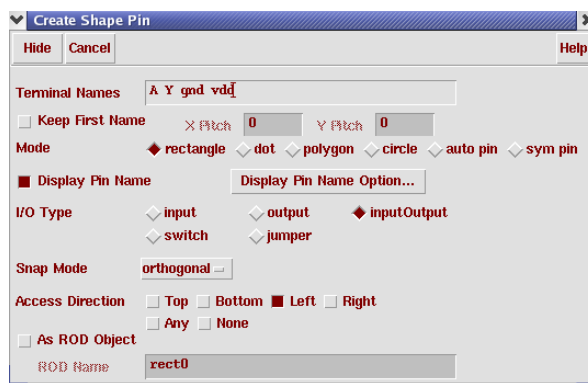 Create Shape Pin
Hide Cancel Help
Terminal Names A Y gnd vdd
Keep First Name X Pitch 0 Y Pitch 0
Mode rectangle dot polygon circle auto pin sym pin
Display Pin Name Display Pin Name Option...
I/O Type input output inputOutput
switch jumper
Snap Mode orthogonal
Access Direction Top Bottom Left Right
Any None
As ROD Object
ROD Name rect0